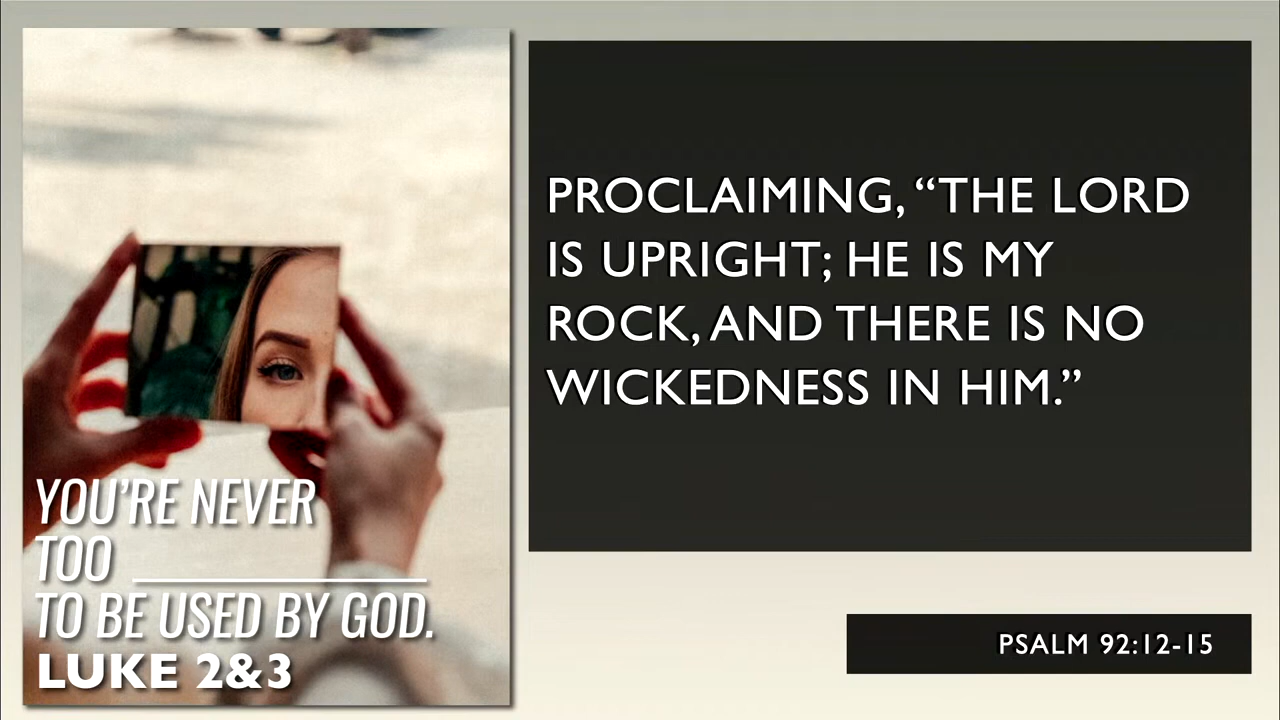 YOU'RE NEVER
TOO ____________
TO BE USED BY GOD.
LUKE 2&3
PROCLAIMING, “THE LORD
IS UPRIGHT; HE IS MY
ROCK, AND THERE IS NO
WICKEDNESS IN HIM.”
PSALM 92:12-15